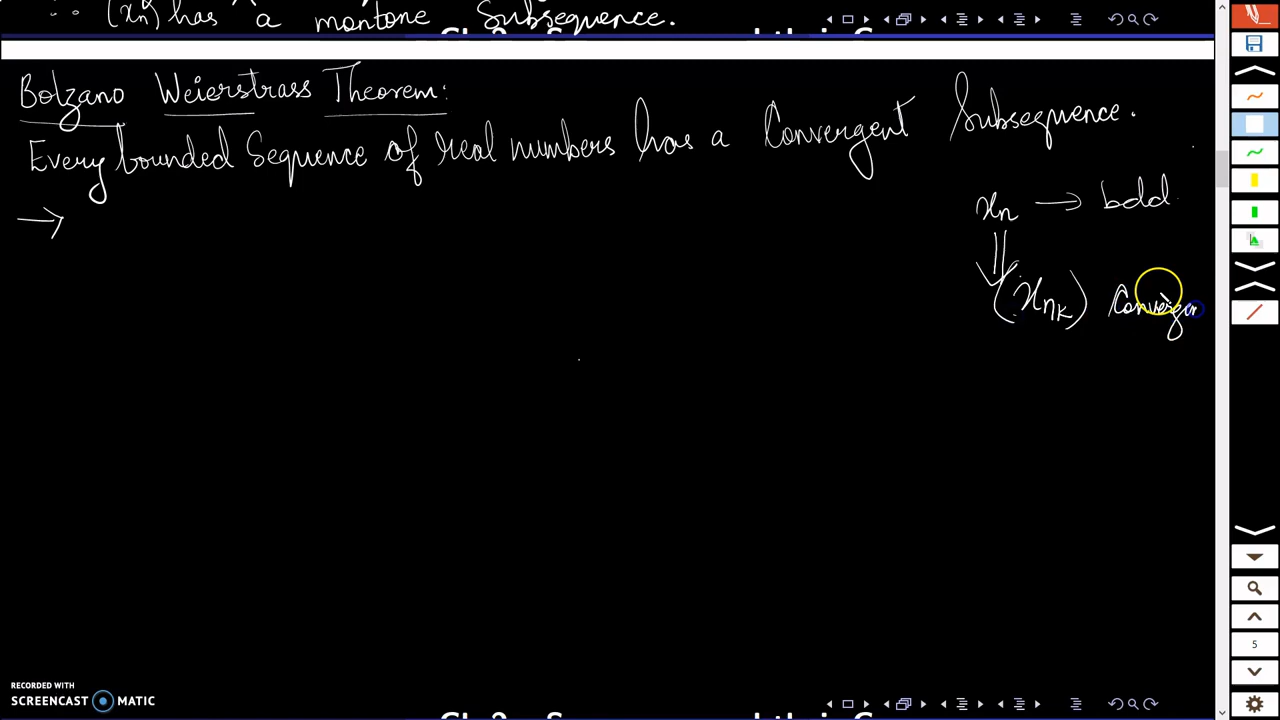 ∴ (xn) has a montone Subsequence.
Bolzano Weierstrass Theorem:
Every bounded Sequence of real numbers has a Convergent Subsequence.
→
xn → bdd.
⇓
(xnk) Convergen
5
RECORDED WITH
SCREENCAST MATIC